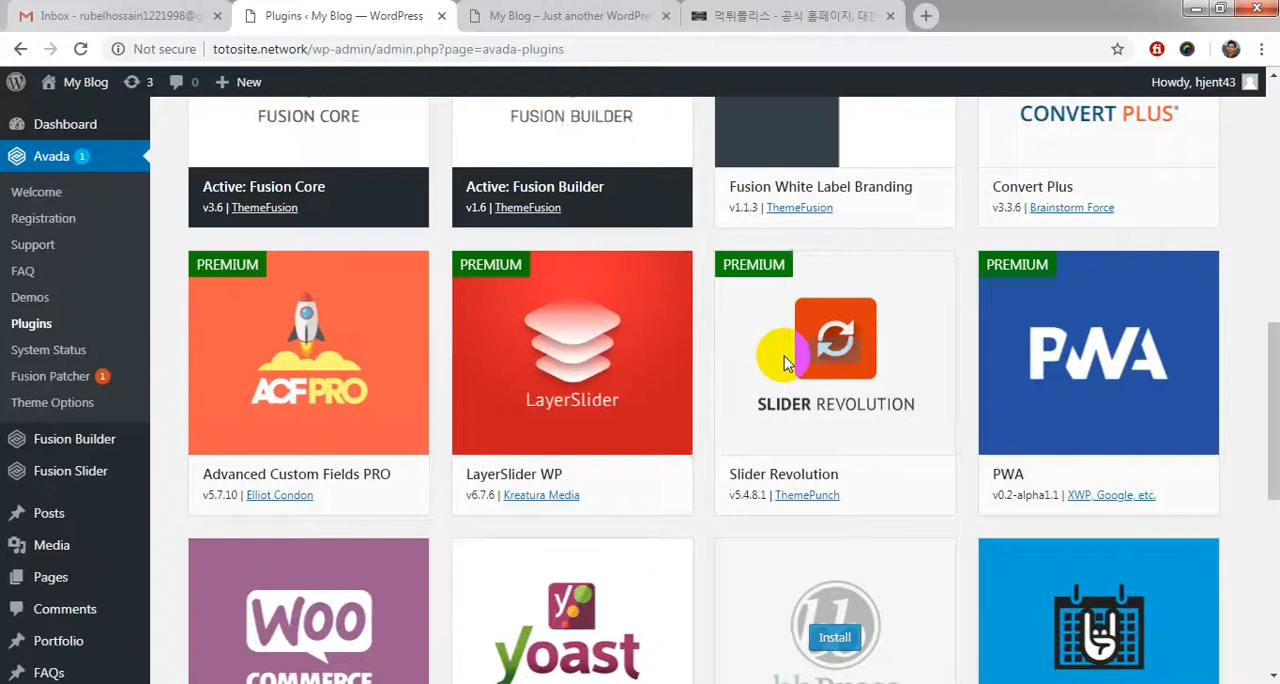 Inbox - rubelhossain1221998@g
Plugins ‹ My Blog — WordPress
My Blog – Just another WordPre
먹튀폴리스 - 공식 홈페이지, 대한
Not secure
totosite.network/wp-admin/admin.php?page=avada-plugins
My Blog
3
0
New
Howdy, hjent43
Dashboard
Avada 1
Welcome
Registration
Support
FAQ
Demos
Plugins
System Status
Fusion Patcher 1
Theme Options
Fusion Builder
Fusion Slider
Posts
Media
Pages
Comments
Portfolio
FAQs
FUSION CORE
Active: Fusion Core
v3.6 | ThemeFusion
FUSION BUILDER
Active: Fusion Builder
v1.6 | ThemeFusion
Fusion White Label Branding
v1.1.3 | ThemeFusion
CONVERT PLUS
Convert Plus
v3.3.6 | Brainstorm Force
PREMIUM
ACF PRO
Advanced Custom Fields PRO
v5.7.10 | Elliot Condon
PREMIUM
LayerSlider
LayerSlider WP
v6.7.6 | Kreatura Media
PREMIUM
SLIDER REVOLUTION
Slider Revolution
v5.4.8.1 | ThemePunch
PREMIUM
PWA
PWA
v0.2-alpha1.1 | XWP, Google, etc.
WOO
COMMERCE
yoast
Install
bbPress